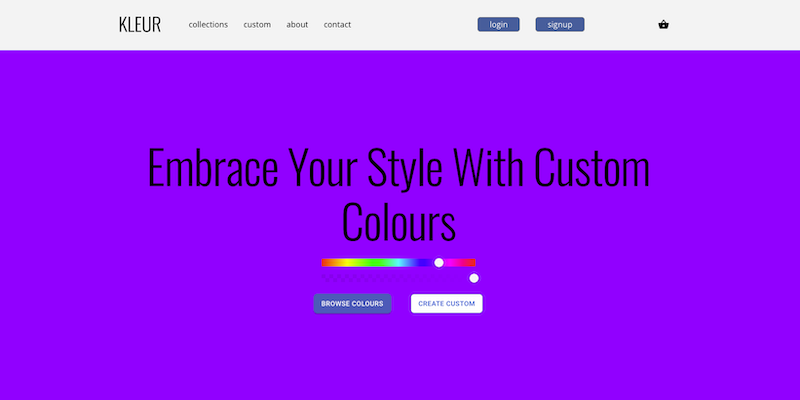 KLEUR collections custom about contact login signup
Embrace Your Style With Custom
Colours
BROWSE COLOURS CREATE CUSTOM